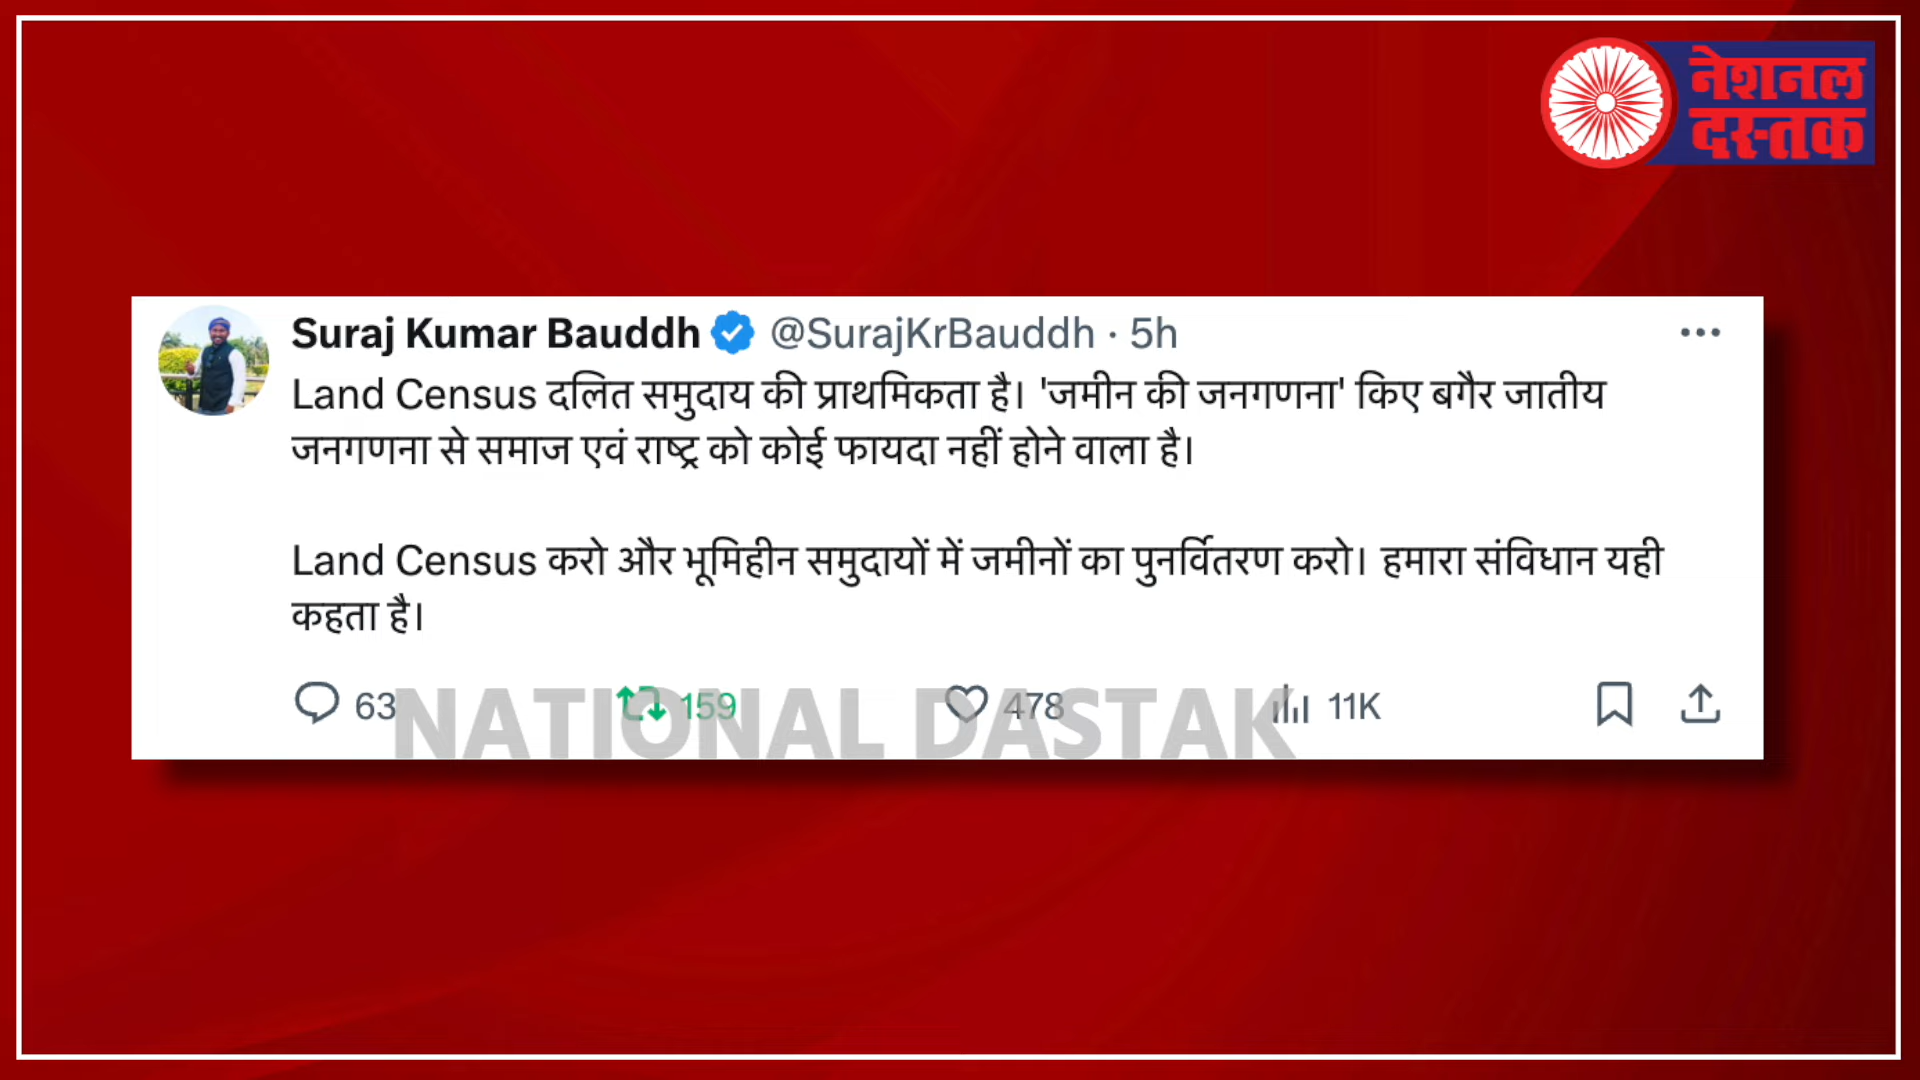 नेशनल
दस्तक
Suraj Kumar Bauddh @SurajKrBauddh · 5h
Land Census दलित समुदाय की प्राथमिकता है। 'जमीन की जनगणना' किए बगैर जातीय
जनगणना से समाज एवं राष्ट्र को कोई फायदा नहीं होने वाला है।
Land Census करो और भूमिहीन समुदायों में जमीनों का पुनर्वितरण करो। हमारा संविधान यही
कहता है।
63 159 478 11K
NATIONAL DASTAK